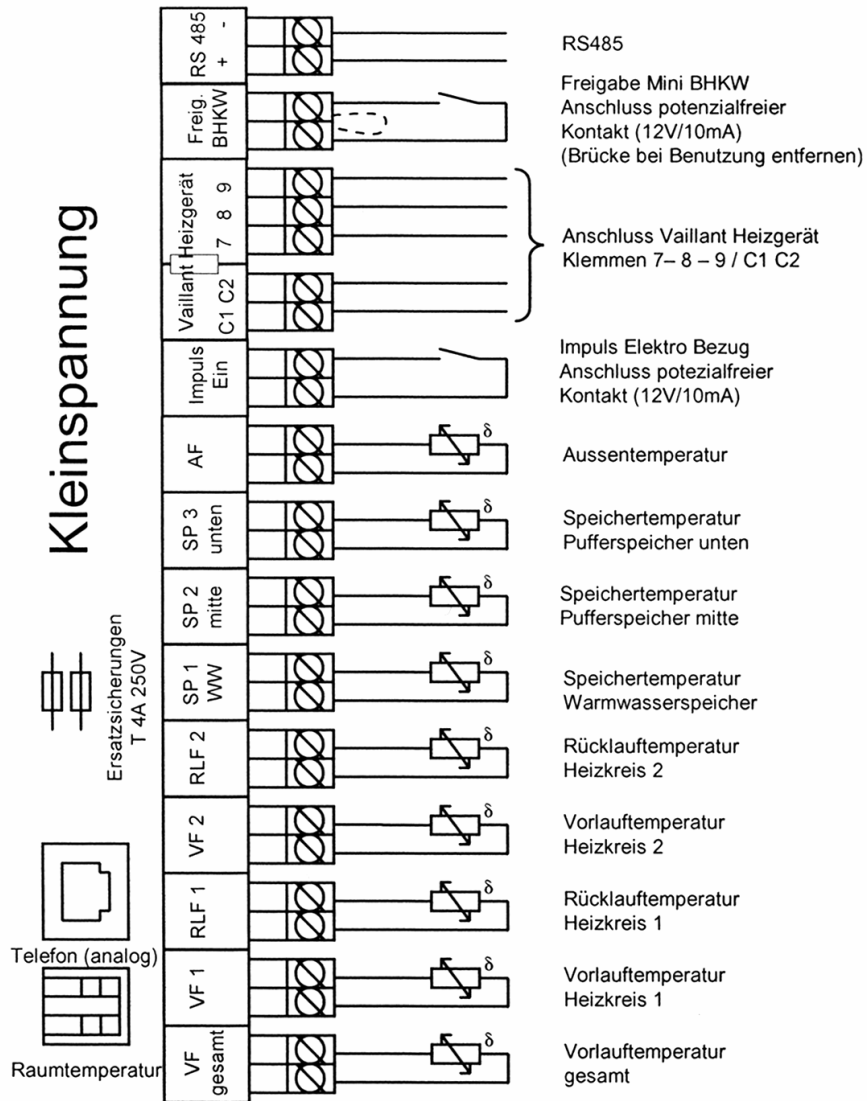 Kleinspannung
Ersatzsicherungen
T 4A 250V
Telefon (analog)
Raumtemperatur
RS 485
+ -
RS485
Freig.
BHKW
Freigabe Mini BHKW
Anschluss potenzialfreier
Kontakt (12V/10mA)
(Brücke bei Benutzung entfernen)
Vaillant Heizgerät
7 8 9
C1 C2
Anschluss Vaillant Heizgerät
Klemmen 7– 8 – 9 / C1 C2
Impuls
Ein
Impuls Elektro Bezug
Anschluss potezialfreier
Kontakt (12V/10mA)
AF
δ
Aussentemperatur
SP 3
unten
δ
Speichertemperatur
Pufferspeicher unten
SP 2
mitte
δ
Speichertemperatur
Pufferspeicher mitte
SP 1
WW
δ
Speichertemperatur
Warmwasserspeicher
RLF 2
δ
Rücklauftemperatur
Heizkreis 2
VF 2
δ
Vorlauftemperatur
Heizkreis 2
RLF 1
δ
Rücklauftemperatur
Heizkreis 1
VF 1
δ
Vorlauftemperatur
Heizkreis 1
VF
gesamt
δ
Vorlauftemperatur
gesamt